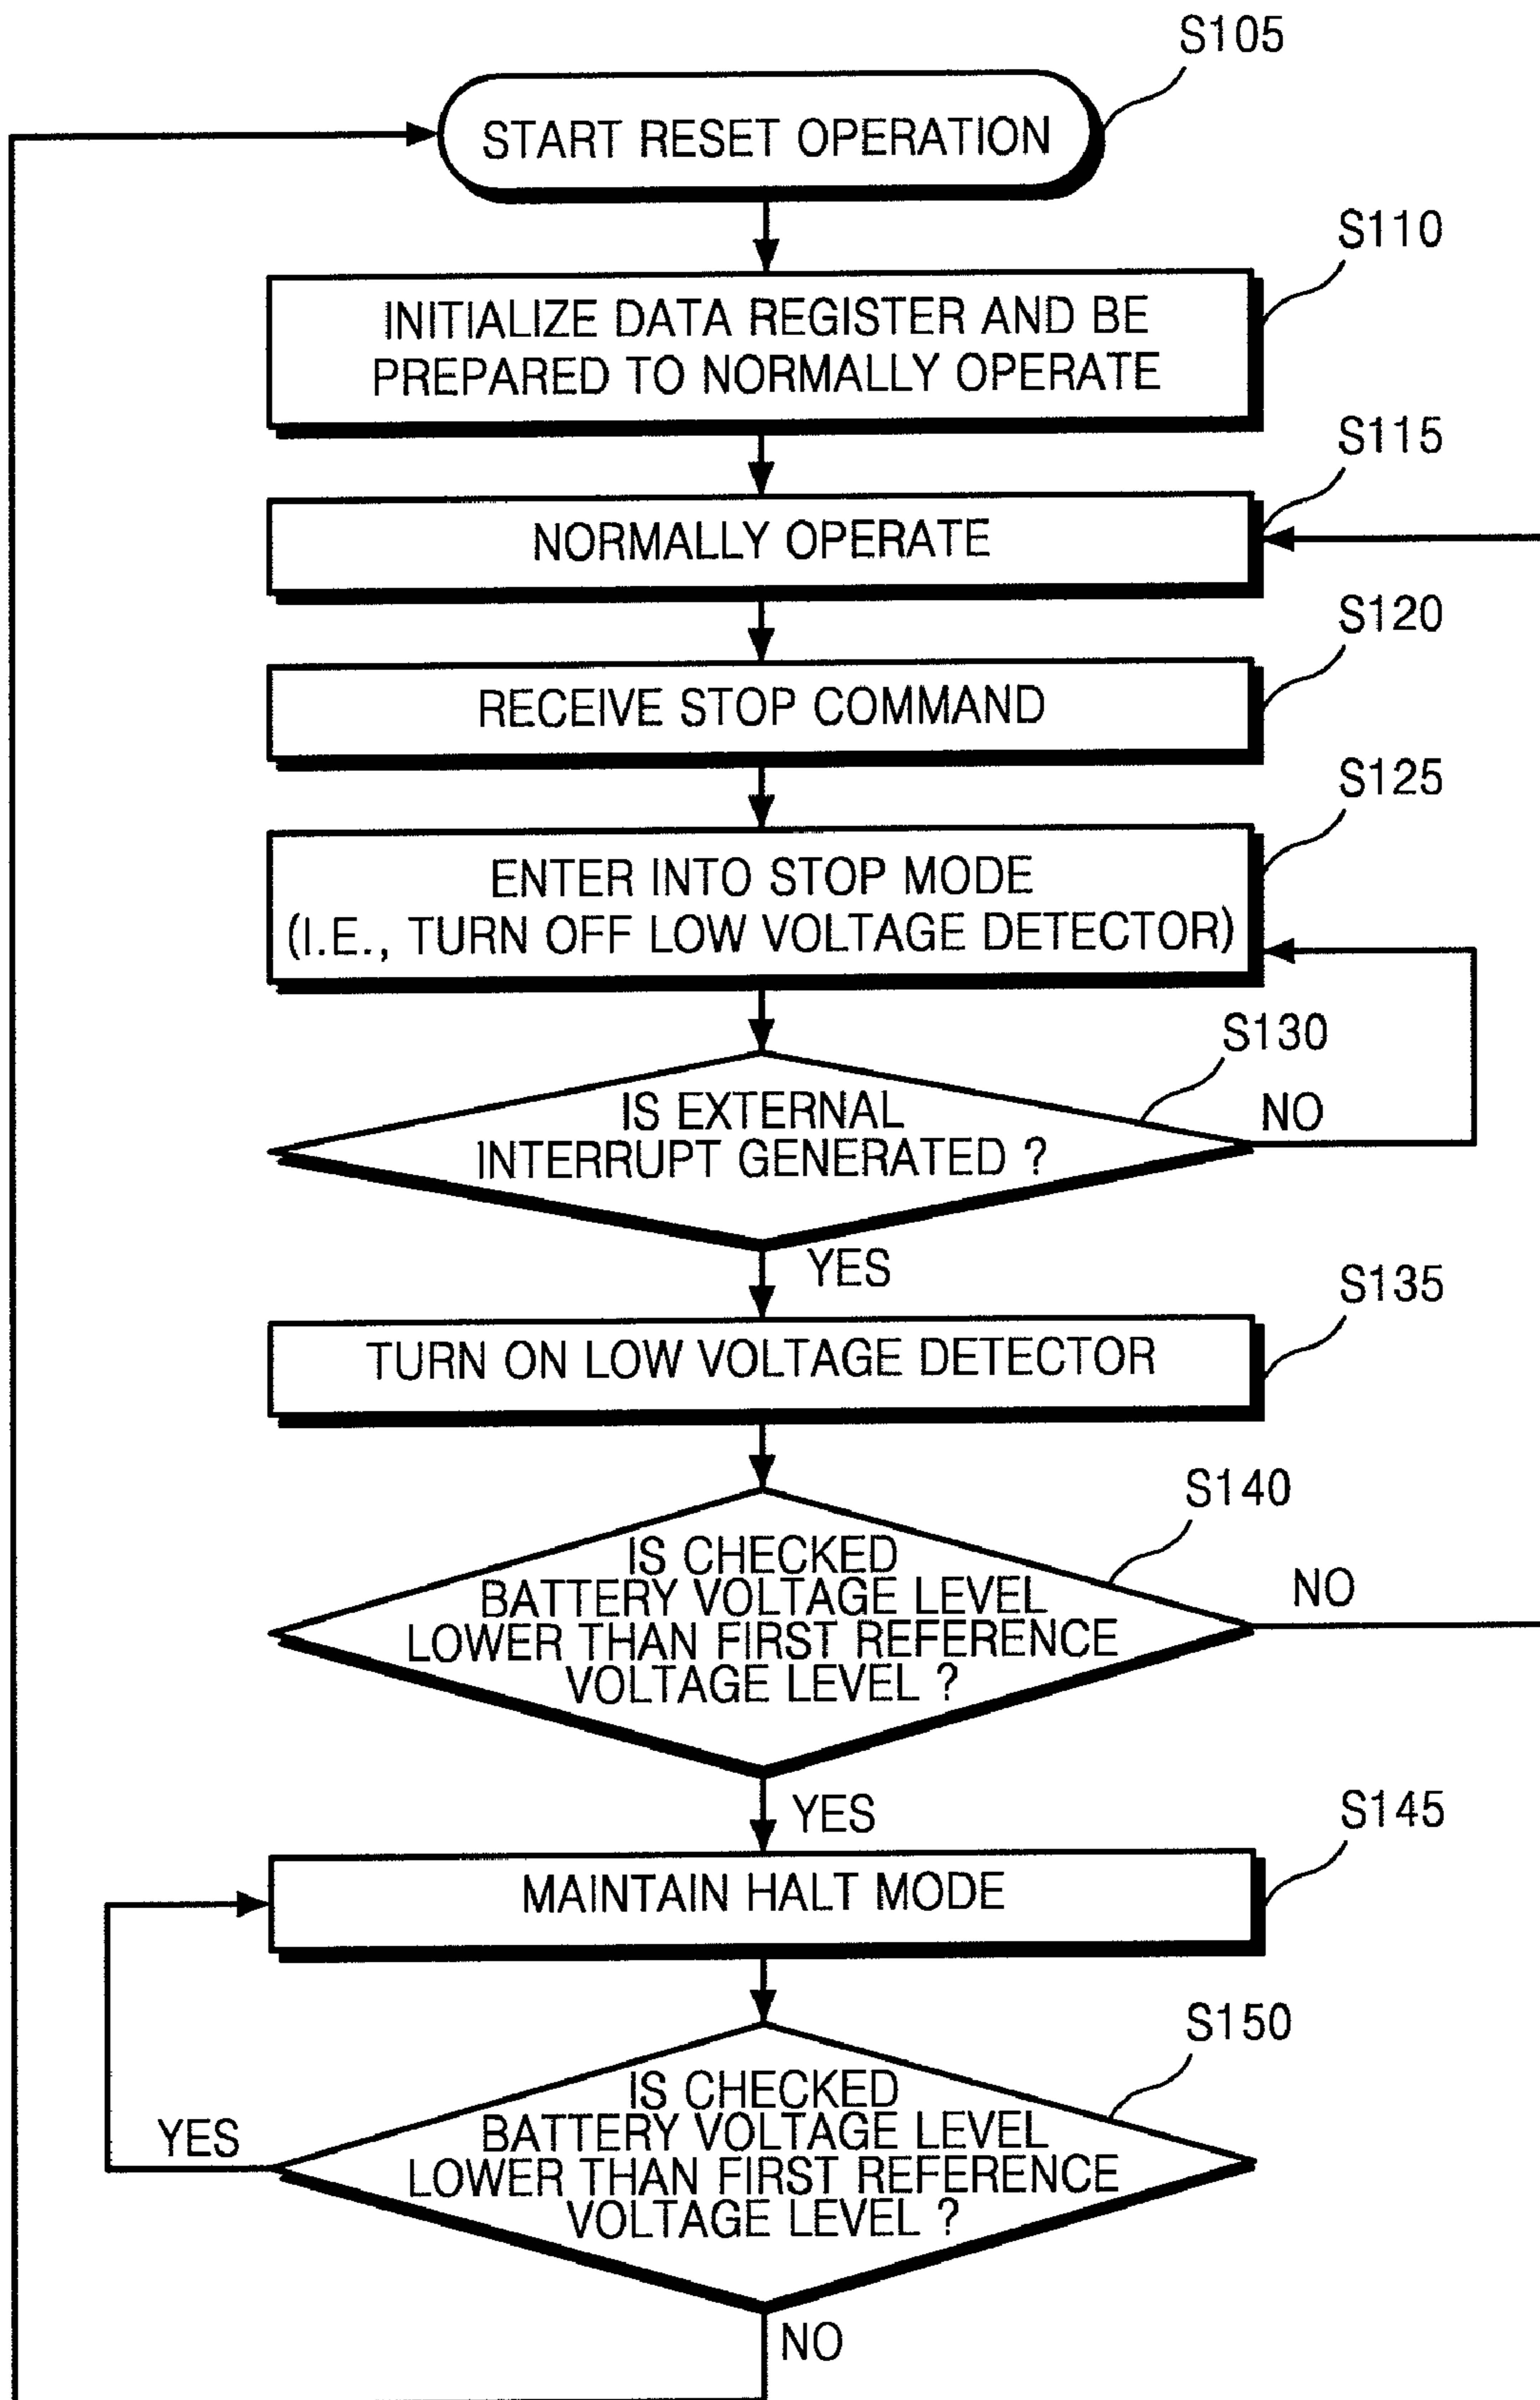 S105
START RESET OPERATION
S110
INITIALIZE DATA REGISTER AND BE
PREPARED TO NORMALLY OPERATE
S115
NORMALLY OPERATE
S120
RECEIVE STOP COMMAND
S125
ENTER INTO STOP MODE
(I.E., TURN OFF LOW VOLTAGE DETECTOR)
S130
IS EXTERNAL
INTERRUPT GENERATED ?
NO
YES
S135
TURN ON LOW VOLTAGE DETECTOR
S140
IS CHECKED
BATTERY VOLTAGE LEVEL
LOWER THAN FIRST REFERENCE
VOLTAGE LEVEL ?
NO
YES
S145
MAINTAIN HALT MODE
S150
IS CHECKED
BATTERY VOLTAGE LEVEL
LOWER THAN FIRST REFERENCE
VOLTAGE LEVEL ?
YES
NO